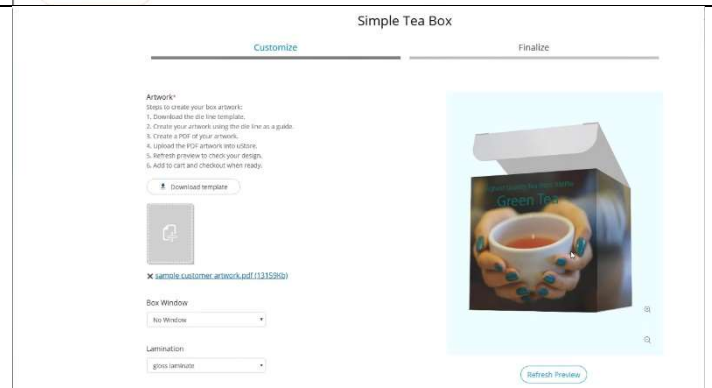 Simple Tea Box
Customize
Finalize
Artwork*
Steps to create your box artwork:
1. Download the die line template.
2. Create your artwork using the die line as a guide.
3. Create a PDF of your artwork.
4. Upload the PDF artwork into uStore.
5. Refresh preview to check your design.
6. Add to cart and checkout when ready.
Download template
sample customer artwork.pdf (13159Kb)
Box Window
No Window
Lamination
gloss laminate
Green Tea
Refresh Preview